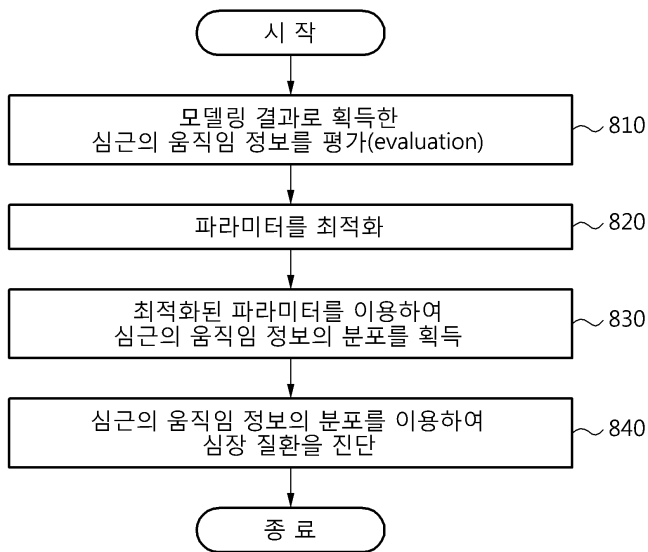 시 작
모델링 결과로 획득한
심근의 움직임 정보를 평가(evaluation)
810
파라미터를 최적화
820
최적화된 파라미터를 이용하여
심근의 움직임 정보의 분포를 획득
830
심근의 움직임 정보의 분포를 이용하여
심장 질환을 진단
840
종 료